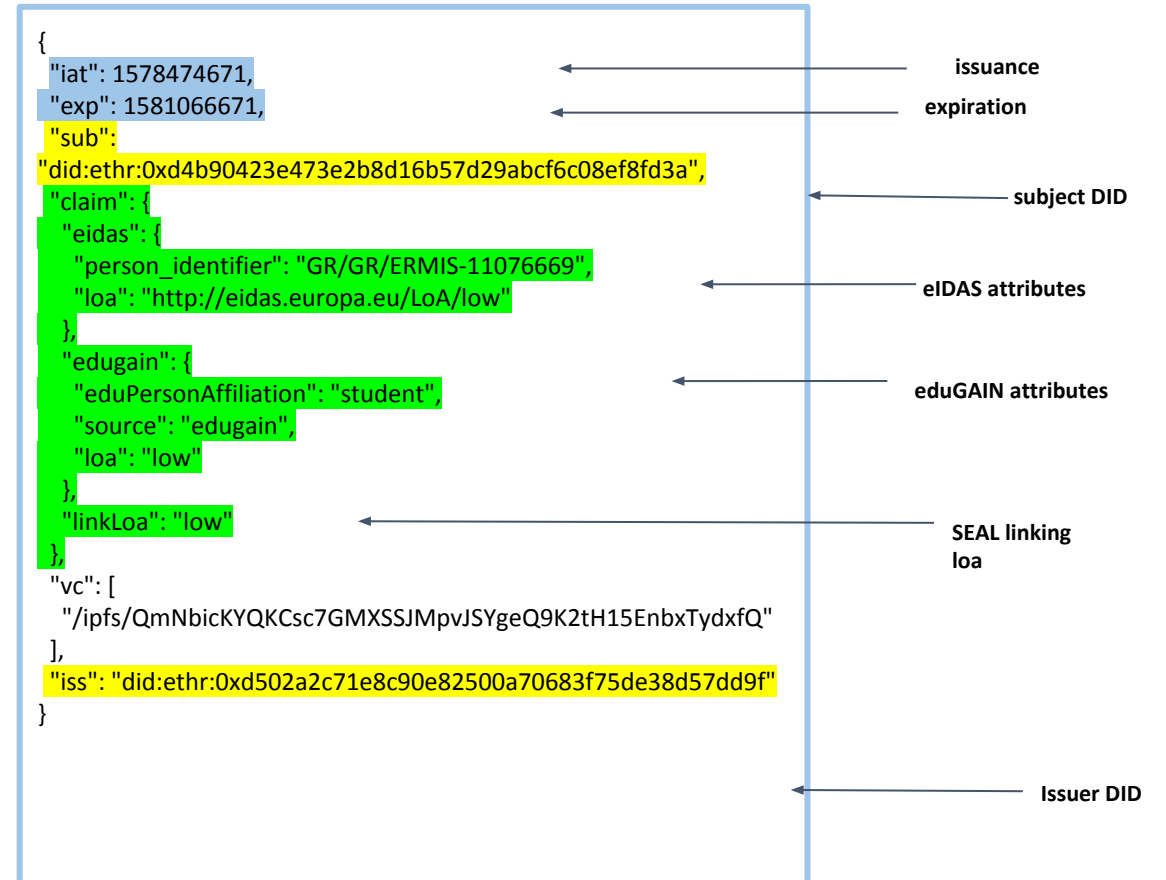 {
"iat": 1578474671,
"exp": 1581066671,
"sub":
"did:ethr:0xd4b90423e473e2b8d16b57d29abcf6c08ef8fd3a",
"claim": {
"eidas": {
"person_identifier": "GR/GR/ERMIS-11076669",
"loa": "http://eidas.europa.eu/LoA/low"
},
"edugain": {
"eduPersonAffiliation": "student",
"source": "edugain",
"loa": "low"
},
"linkLoa": "low"
},
"vc": [
"/ipfs/QmNbicKYQKCsc7GMXSSJMpvJSYgeQ9K2tH15EnbxTydxfQ"
],
"iss": "did:ethr:0xd502a2c71e8c90e82500a70683f75de38d57dd9f"
}
issuance
expiration
subject DID
eIDAS attributes
eduGAIN attributes
SEAL linking
loa
Issuer DID